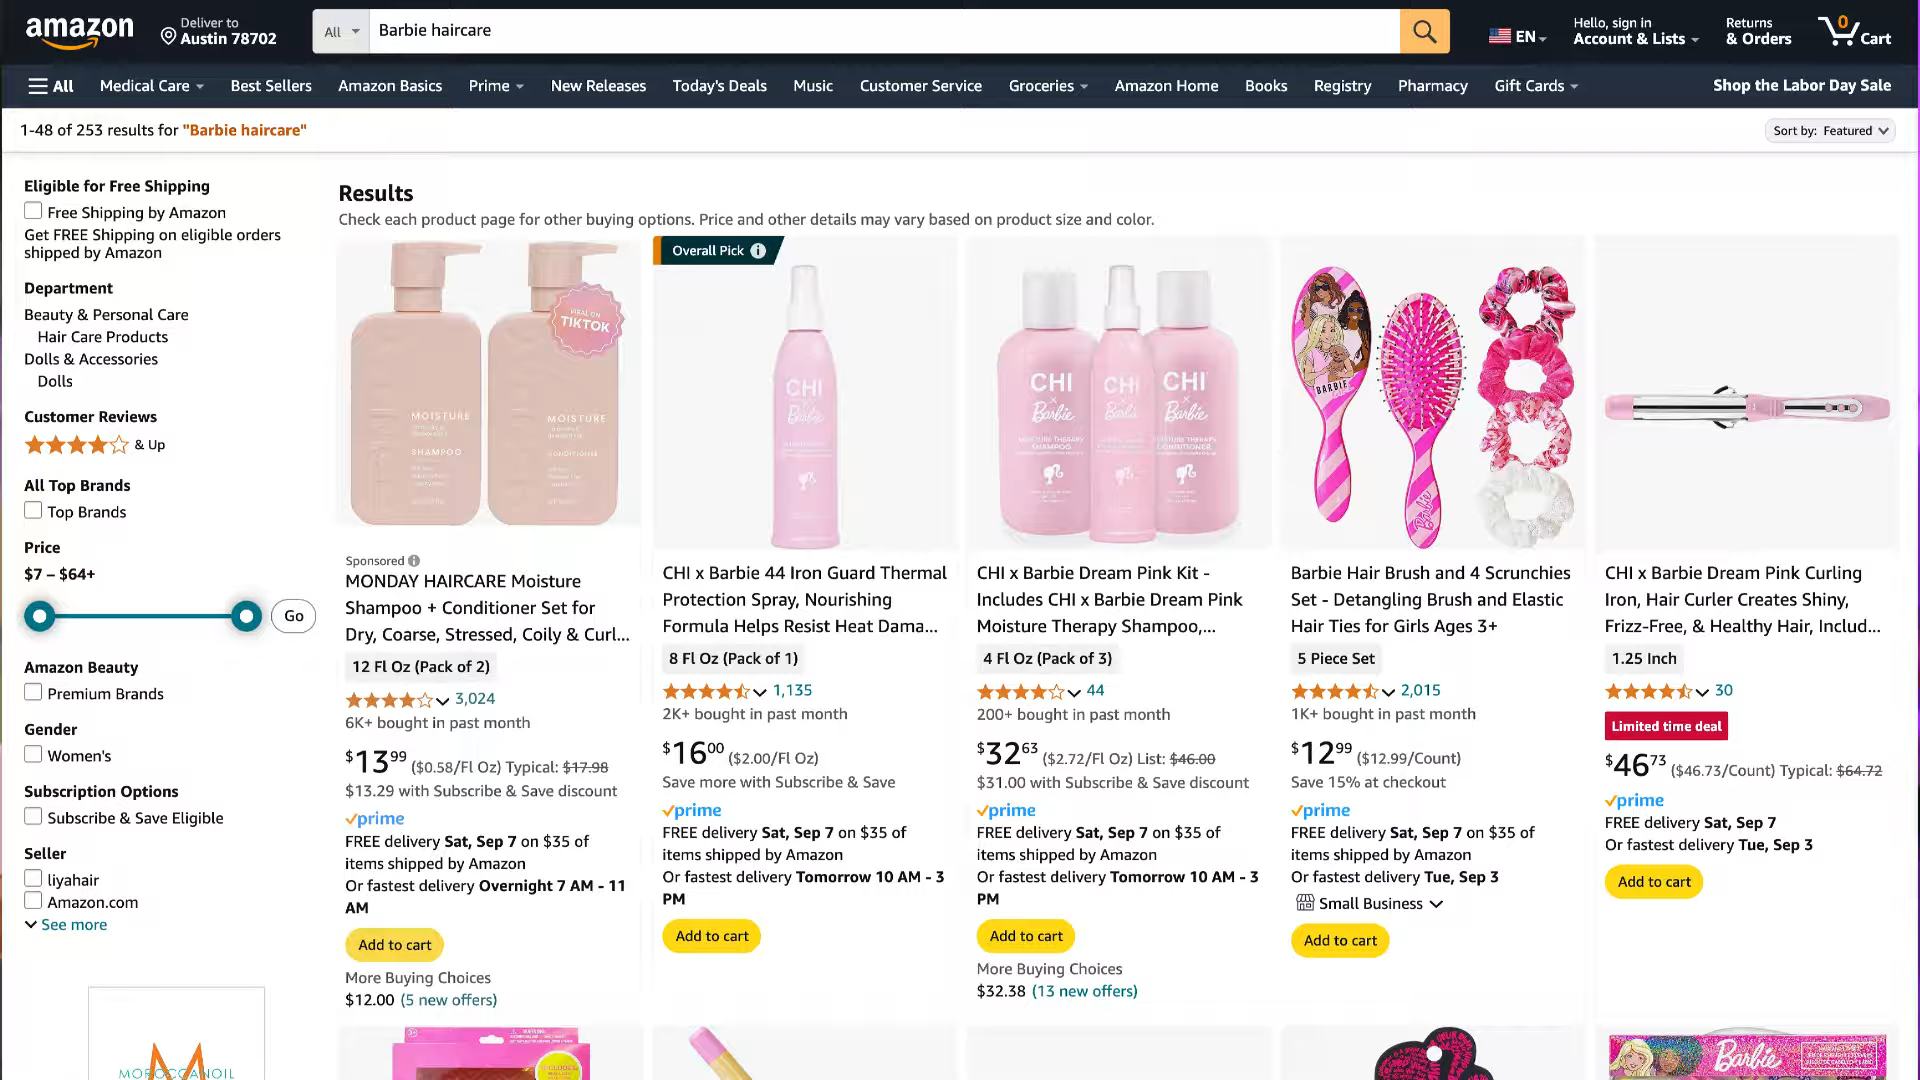 amazon
Deliver to
Austin 78702
All
Barbie haircare
EN
Hello, sign in
Account & Lists
Returns
& Orders
0
Cart
All
Medical Care
Best Sellers
Amazon Basics
Prime
New Releases
Today's Deals
Music
Customer Service
Groceries
Amazon Home
Books
Registry
Pharmacy
Gift Cards
Shop the Labor Day Sale
1-48 of 253 results for "Barbie haircare"
Sort by: Featured
Eligible for Free Shipping
Free Shipping by Amazon
Get FREE Shipping on eligible orders
shipped by Amazon
Department
Beauty & Personal Care
Hair Care Products
Dolls & Accessories
Dolls
Customer Reviews
& Up
All Top Brands
Top Brands
Price
$7 – $64+
Go
Amazon Beauty
Premium Brands
Gender
Women's
Subscription Options
Subscribe & Save Eligible
Seller
liyahair
Amazon.com
See more
MOROCCANOIL
Results
Check each product page for other buying options. Price and other details may vary based on product size and color.
VIRAL ON
TIKTOK
MOISTURE
SHAMPOO
MOISTURE
CONDITIONER
Sponsored
MONDAY HAIRCARE Moisture
Shampoo + Conditioner Set for
Dry, Coarse, Stressed, Coily & Curl...
12 Fl Oz (Pack of 2)
3,024
6K+ bought in past month
$1399 ($0.58/Fl Oz) Typical: $17.98
$13.29 with Subscribe & Save discount
prime
FREE delivery Sat, Sep 7 on $35 of
items shipped by Amazon
Or fastest delivery Overnight 7 AM - 11
AM
Add to cart
More Buying Choices
$12.00 (5 new offers)
Overall Pick
CHI
x
Barbie
CHI x Barbie 44 Iron Guard Thermal
Protection Spray, Nourishing
Formula Helps Resist Heat Dama...
8 Fl Oz (Pack of 1)
1,135
2K+ bought in past month
$1600 ($2.00/Fl Oz)
Save more with Subscribe & Save
prime
FREE delivery Sat, Sep 7 on $35 of
items shipped by Amazon
Or fastest delivery Tomorrow 10 AM - 3
PM
Add to cart
CHI CHI CHI
x x x
Barbie Barbie Barbie
MOISTURE THERAPY
SHAMPOO
MOISTURE THERAPY
CONDITIONER
CHI x Barbie Dream Pink Kit -
Includes CHI x Barbie Dream Pink
Moisture Therapy Shampoo,...
4 Fl Oz (Pack of 3)
44
200+ bought in past month
$3263 ($2.72/Fl Oz) List: $46.00
$31.00 with Subscribe & Save discount
prime
FREE delivery Sat, Sep 7 on $35 of
items shipped by Amazon
Or fastest delivery Tomorrow 10 AM - 3
PM
Add to cart
More Buying Choices
$32.38 (13 new offers)
BARBIE
Barbie
Barbie Hair Brush and 4 Scrunchies
Set - Detangling Brush and Elastic
Hair Ties for Girls Ages 3+
5 Piece Set
2,015
1K+ bought in past month
$1299 ($12.99/Count)
Save 15% at checkout
prime
FREE delivery Sat, Sep 7 on $35 of
items shipped by Amazon
Or fastest delivery Tue, Sep 3
Small Business
Add to cart
CHI x Barbie Dream Pink Curling
Iron, Hair Curler Creates Shiny,
Frizz-Free, & Healthy Hair, Includ...
1.25 Inch
30
Limited time deal
$4673 ($46.73/Count) Typical: $64.72
prime
FREE delivery Sat, Sep 7
Or fastest delivery Tue, Sep 3
Add to cart
Barbie